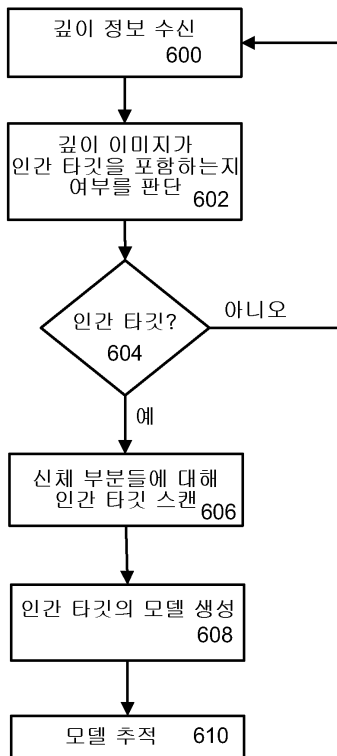 깊이 정보 수신
600
깊이 이미지가
인간 타깃을 포함하는지
여부를 판단 602
인간 타깃?
604
아니오
예
신체 부분들에 대해
인간 타깃 스캔 606
인간 타깃의 모델 생성
608
모델 추적 610